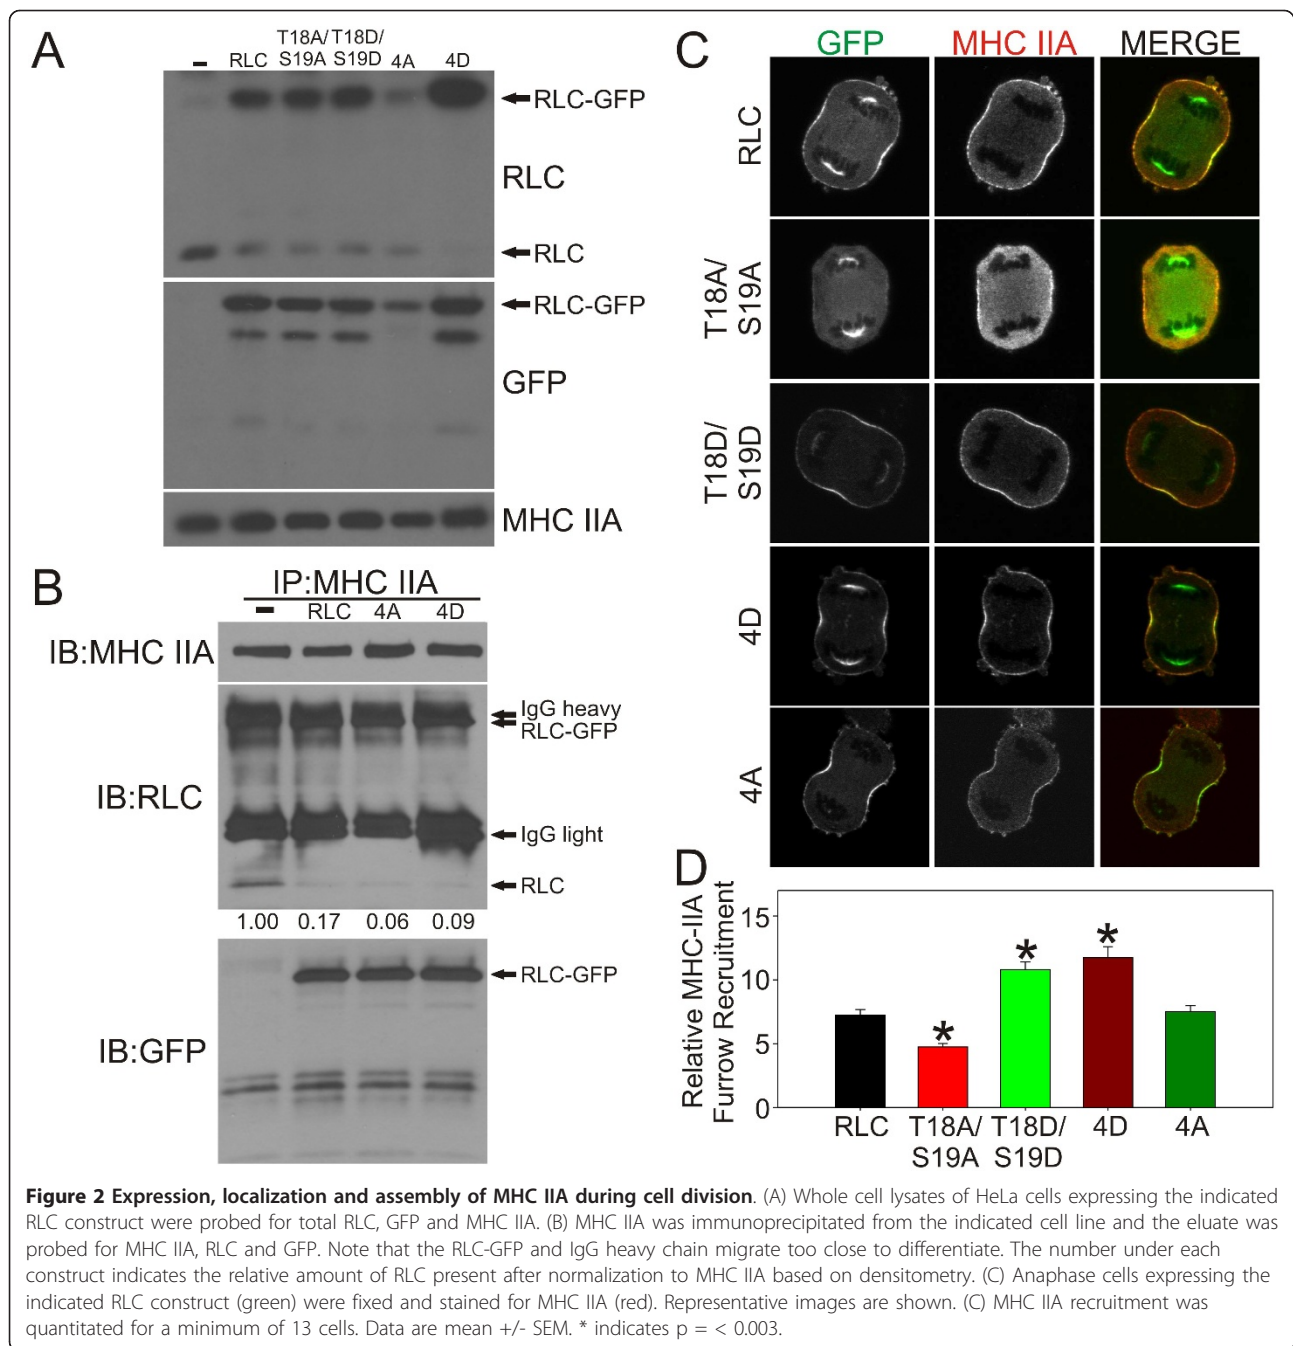 A
– RLC T18A/ S19A T18D/ S19D 4A 4D
RLC-GFP
RLC
RLC
RLC-GFP
GFP
MHC IIA
B
IP:MHC IIA
– RLC 4A 4D
IB:MHC IIA
IgG heavy
RLC-GFP
IB:RLC
IgG light
RLC
1.00 0.17 0.06 0.09
RLC-GFP
IB:GFP
C
GFP MHC IIA MERGE
RLC
T18A/
S19A
T18D/
S19D
4D
4A
D
Relative MHC-IIA
Furrow Recruitment
15
10
5
0
* * *
RLC T18A/ T18D/ 4D 4A
S19A S19D
Figure 2 Expression, localization and assembly of MHC IIA during cell division. (A) Whole cell lysates of HeLa cells expressing the indicated
RLC construct were probed for total RLC, GFP and MHC IIA. (B) MHC IIA was immunoprecipitated from the indicated cell line and the eluate was
probed for MHC IIA, RLC and GFP. Note that the RLC-GFP and IgG heavy chain migrate too close to differentiate. The number under each
construct indicates the relative amount of RLC present after normalization to MHC IIA based on densitometry. (C) Anaphase cells expressing the
indicated RLC construct (green) were fixed and stained for MHC IIA (red). Representative images are shown. (C) MHC IIA recruitment was
quantitated for a minimum of 13 cells. Data are mean +/- SEM. * indicates p = < 0.003.